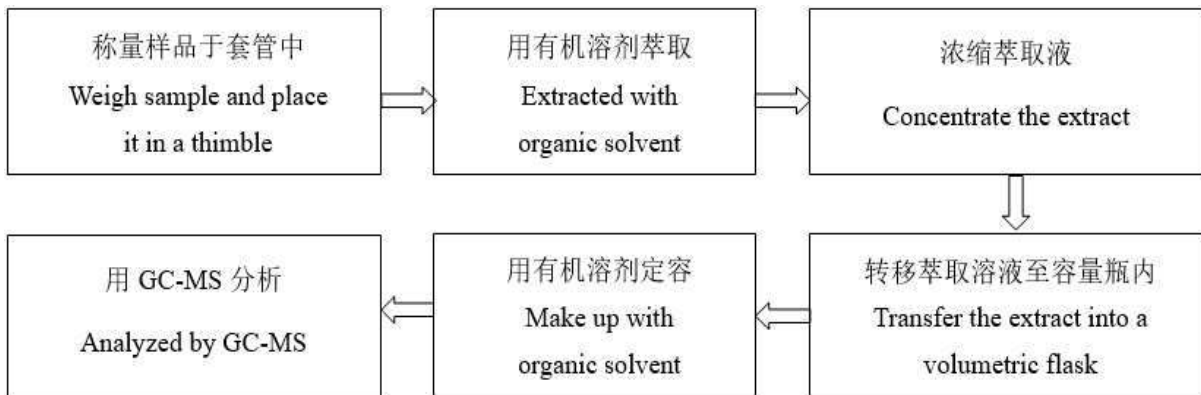 称量样品于套管中
Weigh sample and place
it in a thimble
用有机溶剂萃取
Extracted with
organic solvent
浓缩萃取液
Concentrate the extract
转移萃取溶液至容量瓶内
Transfer the extract into a
volumetric flask
用有机溶剂定容
Make up with
organic solvent
用 GC-MS 分析
Analyzed by GC-MS